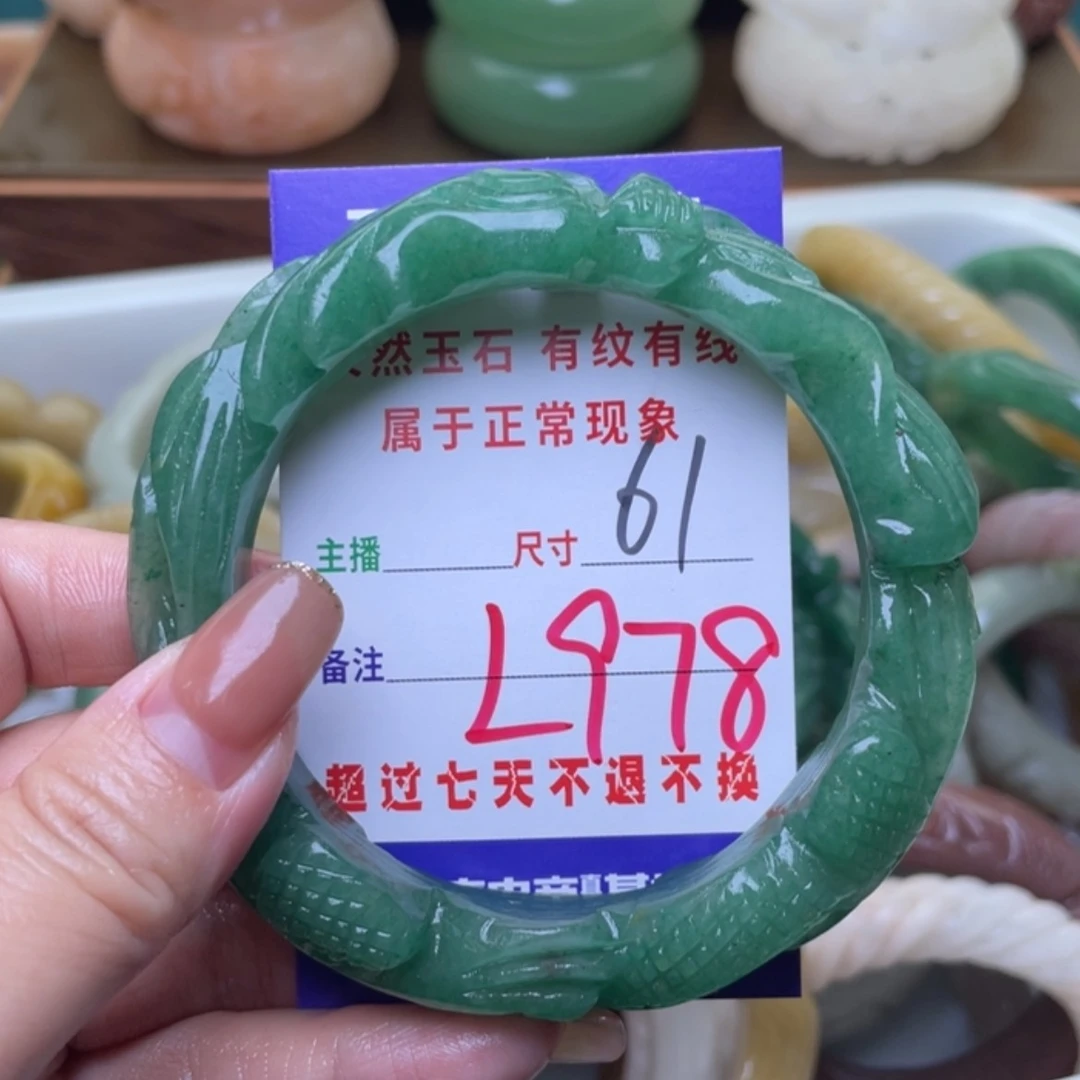 然玉石 有纹有线
属于正常现象
主播 尺寸 61
备注 L978
超过七天不退不换